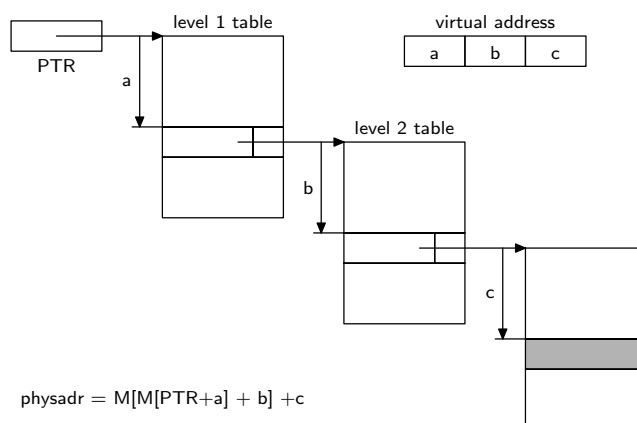 level 1 table
virtual address
PTR
a
a b c
level 2 table
b
c
physadr = M[M[PTR+a] + b] +c